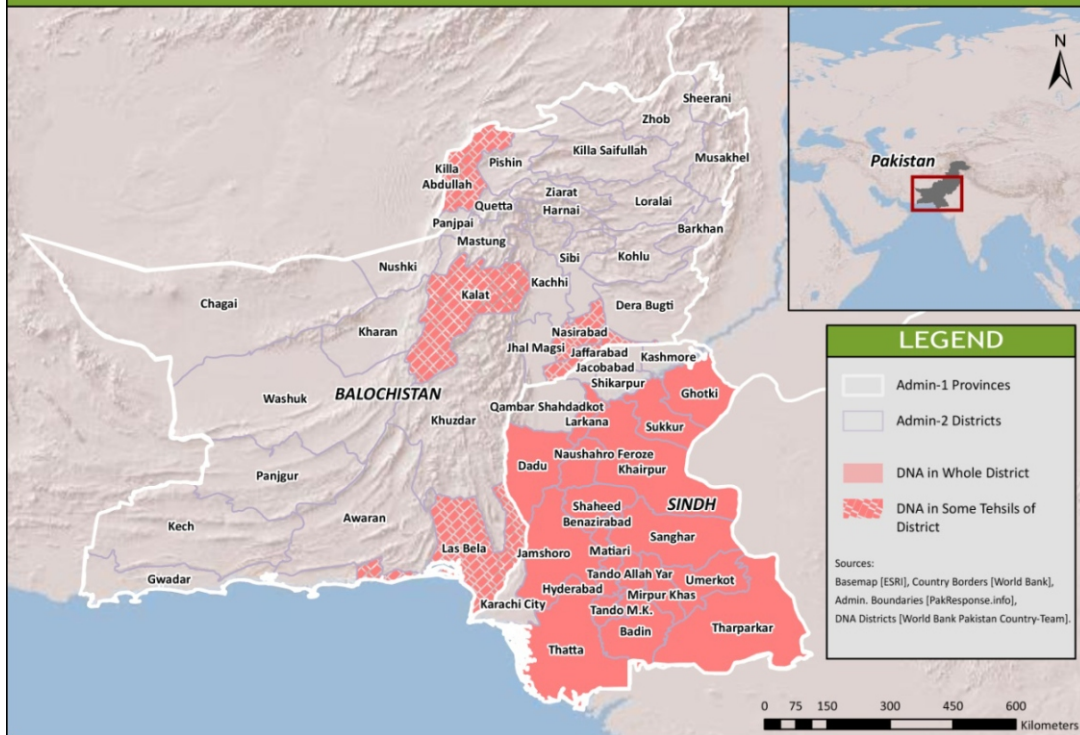 N
Pakistan
Sheerani
Zhob
Killa Saifullah
Musakhel
Killa
Abdullah
Pishin
Ziarat
Harnai
Loralai
Quetta
Panjpai
Mastung
Barkhan
Sibi
Kohlu
Nushki
Kachhi
Kalat
Chagai
Dera Bugti
Kharan
Nasirabad
Jhal Magsi
Jaffarabad
Kashmore
Jacobabad
Shikarpur
Ghotki
Washuk
BALOCHISTAN
Qambar Shahdadkot
Khuzdar
Larkana
Sukkur
Naushahro Feroze
Dadu
Khairpur
Panjgur
Shaheed
Benazirabad
SINDH
Kech
Awaran
Sanghar
Las Bela
Jamshoro
Matiari
Gwadar
Tando Allah Yar
Umerkot
Hyderabad
Mirpur Khas
Karachi City
Tando M.K.
Badin
Tharparkar
Thatta
LEGEND
Admin-1 Provinces
Admin-2 Districts
DNA in Whole District
DNA in Some Tehsils of
District
Sources:
Basemap [ESRI], Country Borders [World Bank],
Admin. Boundaries [PakResponse.info],
DNA Districts [World Bank Pakistan Country-Team].
0 75 150 300 450 600
Kilometers